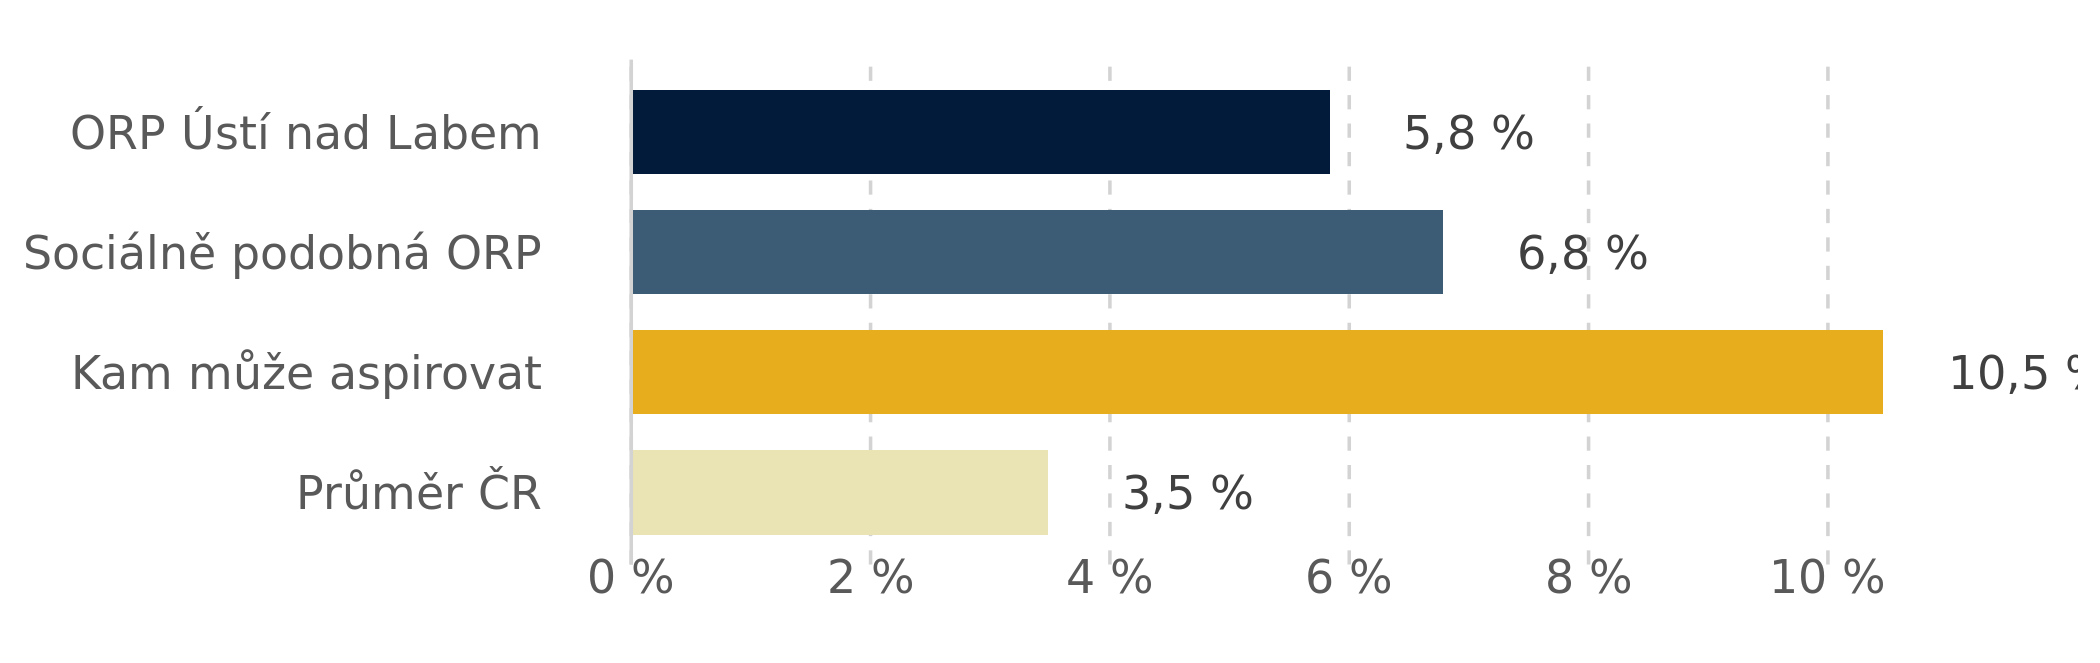 ORP Ústí nad Labem
5,8 %
Sociálně podobná ORP
6,8 %
Kam může aspirovat
10,5 %
Průměr ČR
3,5 %
0 % 2 % 4 % 6 % 8 % 10 %